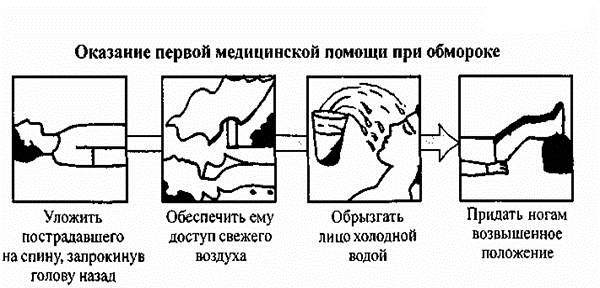 Оказание первой медицинской помощи при обмороке
Уложить
пострадавшего
на спину, запрокинув
голову назад
Обеспечить ему
доступ свежего
воздуха
Обрызгать
лицо холодной
водой
Придать ногам
возвышенное
положение